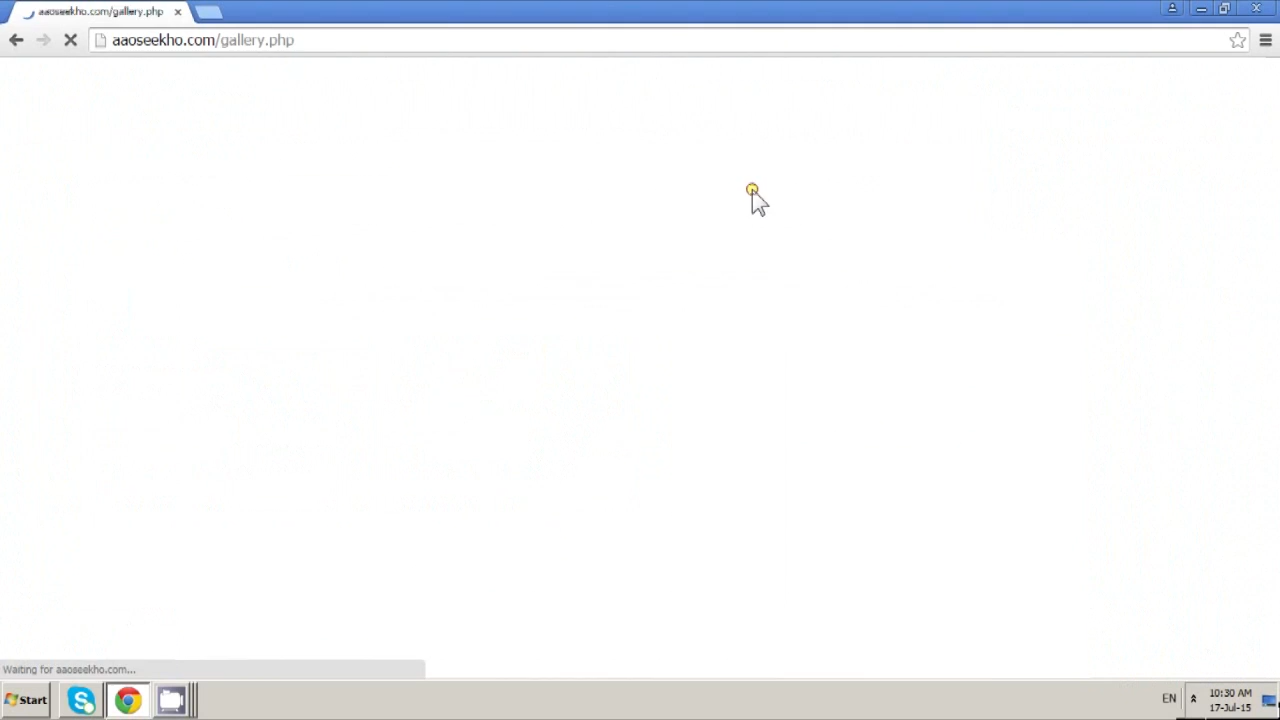 aaoseekho.com/gallery.php
aaoseekho.com/gallery.php
Waiting for aaoseekho.com...
Start
EN
10:30 AM
17-Jul-15